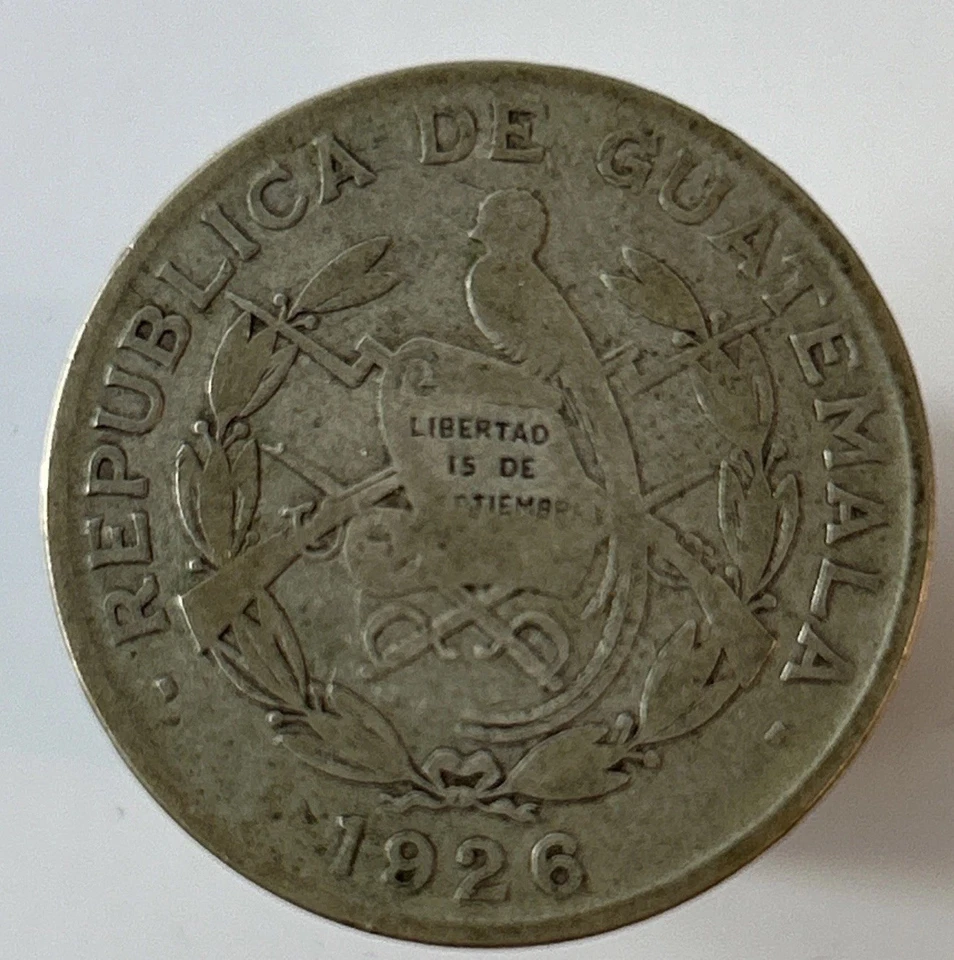 REPUBLICA DE GUATEMALA
LIBERTAD
15 DE
1926